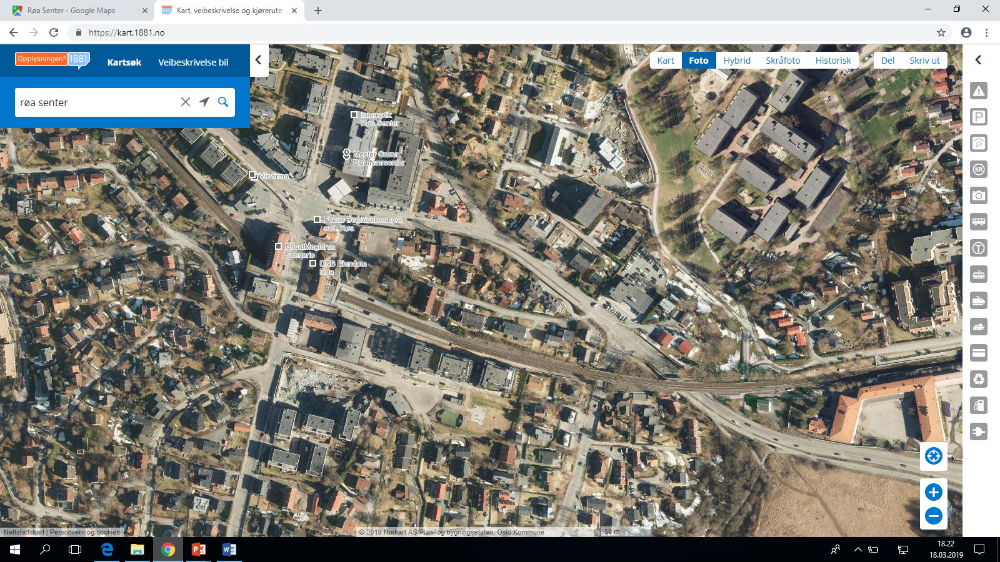 Røa Senter - Google Maps
Kart, veibeskrivelse og kjørerute
https://kart.1881.no
Opplysningen® 1881
Kartsøk
Veibeskrivelse bil
røa senter
Kart
Foto
Hybrid
Skråfoto
Historisk
Del
Skriv ut
Interoptik
Røa Senter
Mester Grønn
Røa Nærsenter
Vis firma
Fonus Begravelsesbyrå
avd. Røa
PrivatMegleren
Scenario
DNB Eiendom
Røa
P
P
KR
T
Nettstedskart | Personvern og cookies
© 2019 Norkart AS/Plan- og bygningsetaten, Oslo Kommune
50 m
18.22
18.03.2019